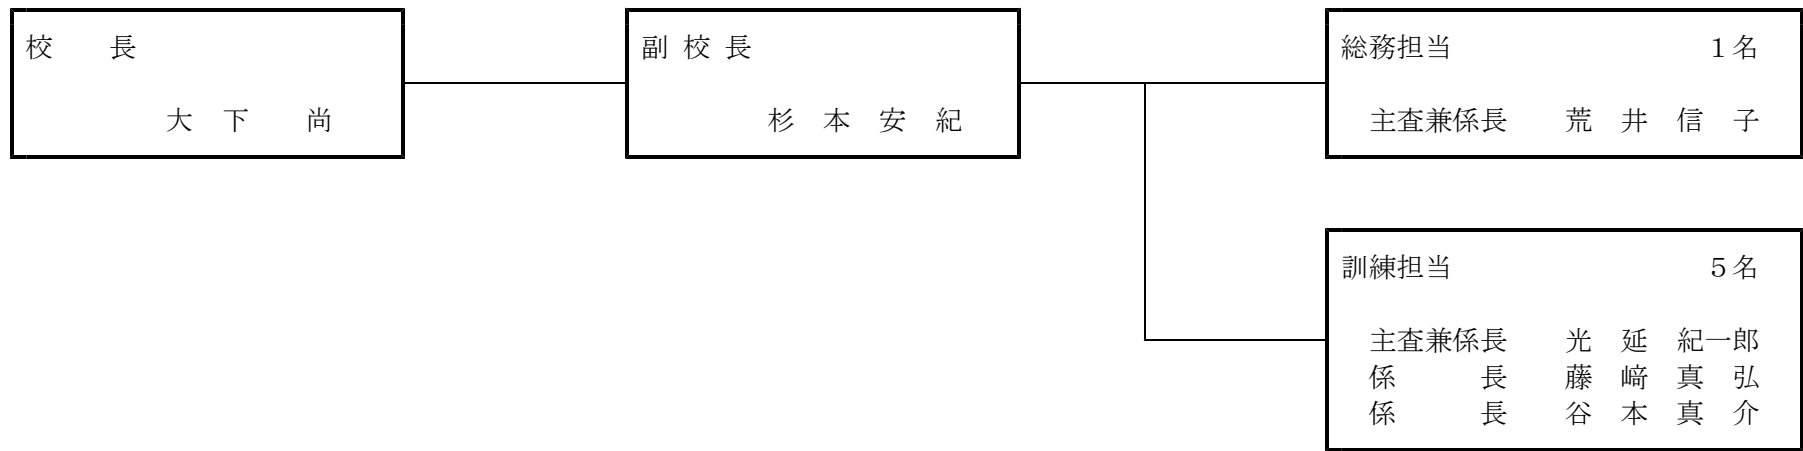 校　　長
大　下　　尚
副 校 長
杉　本　安　紀
総務担当　１名
主査兼係長　荒　井　信　子
訓練担当　５名
主査兼係長　光　延　紀一郎
係　　　長　藤　﨑　真　弘
係　　　長　谷　本　真　介